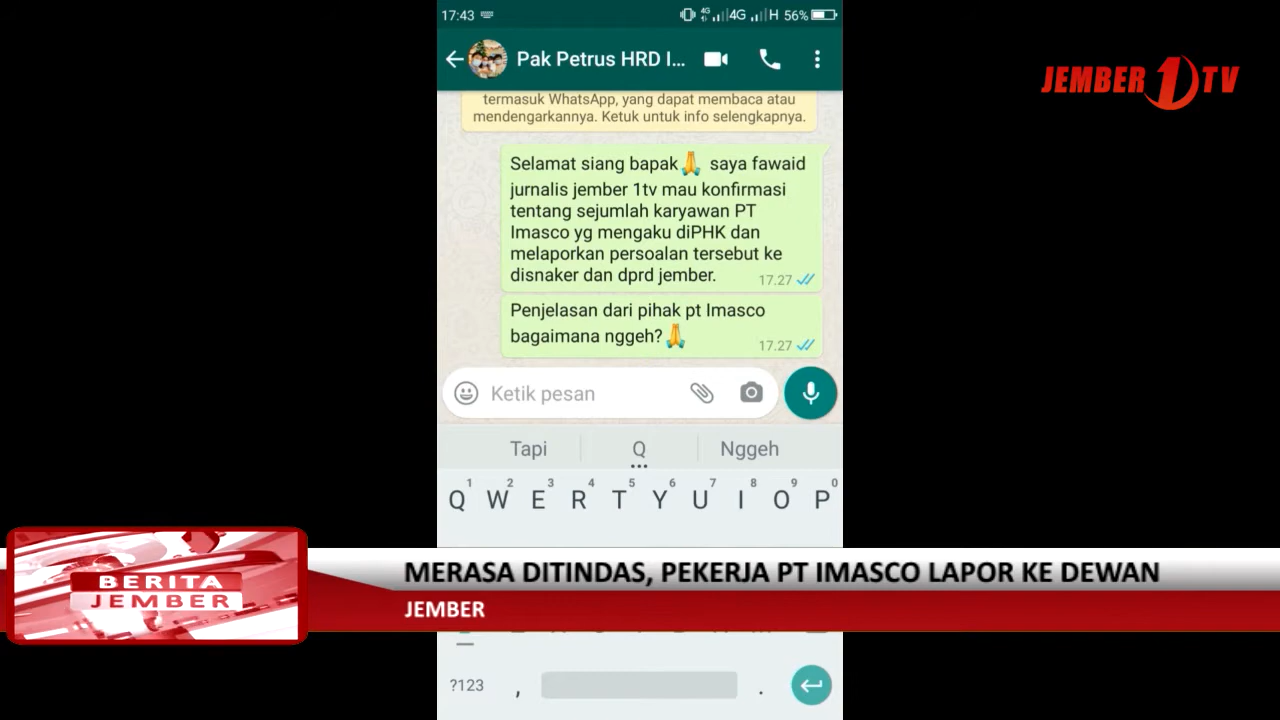 17:43
4G
4G
H
56%
Pak Petrus HRD I...
JEMBER 1 TV
termasuk WhatsApp, yang dapat membaca atau
mendengarkannya. Ketuk untuk info selengkapnya.
Selamat siang bapak🙏 saya fawaid
jurnalis jember 1tv mau konfirmasi
tentang sejumlah karyawan PT
Imasco yg mengaku diPHK dan
melaporkan persoalan tersebut ke
disnaker dan dprd jember.
17.27
Penjelasan dari pihak pt Imasco
bagaimana nggeh?🙏
17.27
Ketik pesan
Tapi Q Nggeh
1 2 3 4 5 6 7 8 9 0
Q W E R T Y U I O P
BERITA
JEMBER
MERASA DITINDAS, PEKERJA PT IMASCO LAPOR KE DEWAN
JEMBER
?123 , .